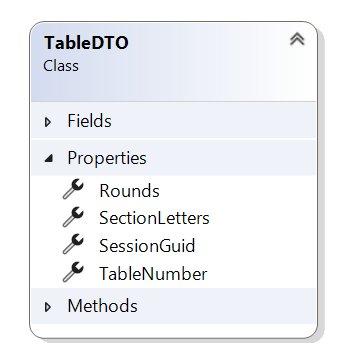 TableDTO
Class
Fields
Properties
Rounds
SectionLetters
SessionGuid
TableNumber
Methods